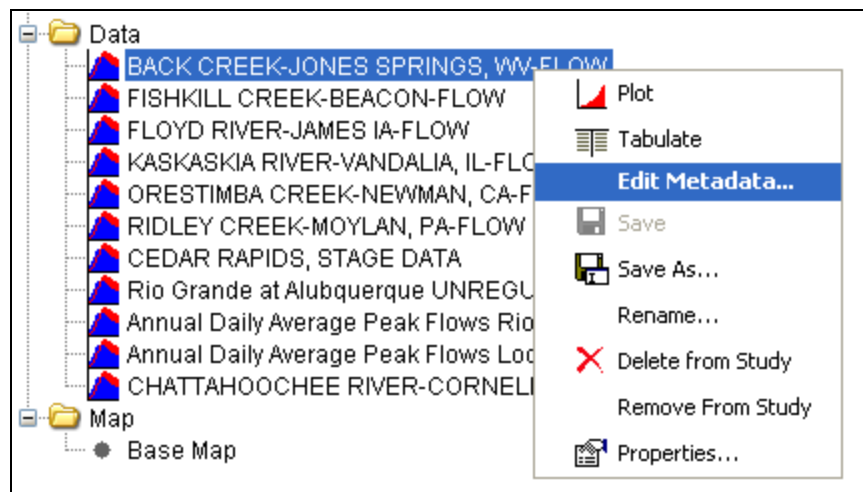 Data
BACK CREEK-JONES SPRINGS, WV-FLOW
FISHKILL CREEK-BEACON-FLOW
FLOYD RIVER-JAMES IA-FLOW
KASKASKIA RIVER-VANDALIA, IL-FLO
ORESTIMBA CREEK-NEWMAN, CA-F
RIDLEY CREEK-MOYLAN, PA-FLOW
CEDAR RAPIDS, STAGE DATA
Rio Grande at Alubquerque UNREGU
Annual Daily Average Peak Flows Rio
Annual Daily Average Peak Flows Loc
CHATTAHOOCHEE RIVER-CORNELI
Map
Base Map
Plot
Tabulate
Edit Metadata...
Save
Save As...
Rename...
Delete from Study
Remove From Study
Properties...